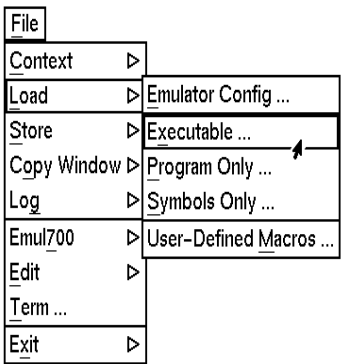 File
Context
Load
Store
Copy Window
Log
Emul700
Edit
Term ...
Exit
Emulator Config ...
Executable ...
Program Only ...
Symbols Only ...
User-Defined Macros ...